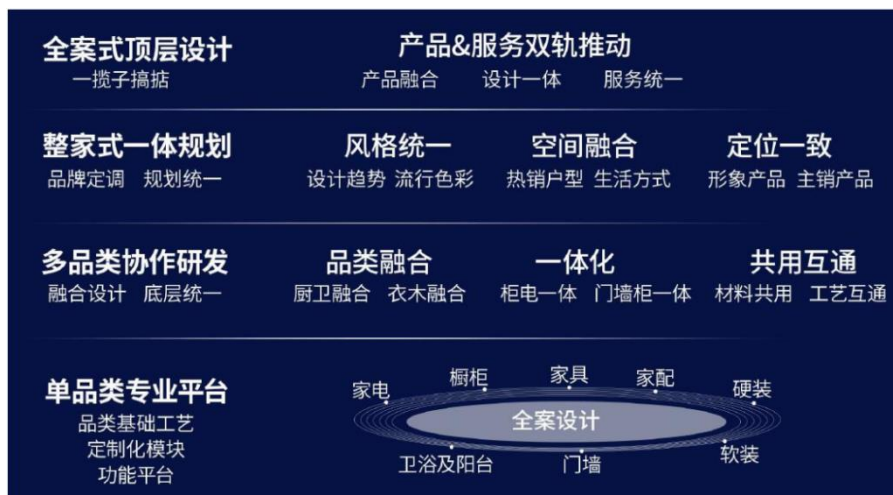 全案式顶层设计
一揽子搞掂
产品&服务双轨推动
产品融合 设计一体 服务统一
整家式一体规划
品牌定调 规划统一
风格统一
设计趋势 流行色彩
空间融合
热销户型 生活方式
定位一致
形象产品 主销产品
多品类协作研发
融合设计 底层统一
品类融合
厨卫融合 衣木融合
一体化
柜电一体 门墙柜一体
共用互通
材料共用 工艺互通
单品类专业平台
品类基础工艺
定制化模块
功能平台
家电
橱柜
家具
家配
硬装
全案设计
卫浴及阳台
门墙
软装